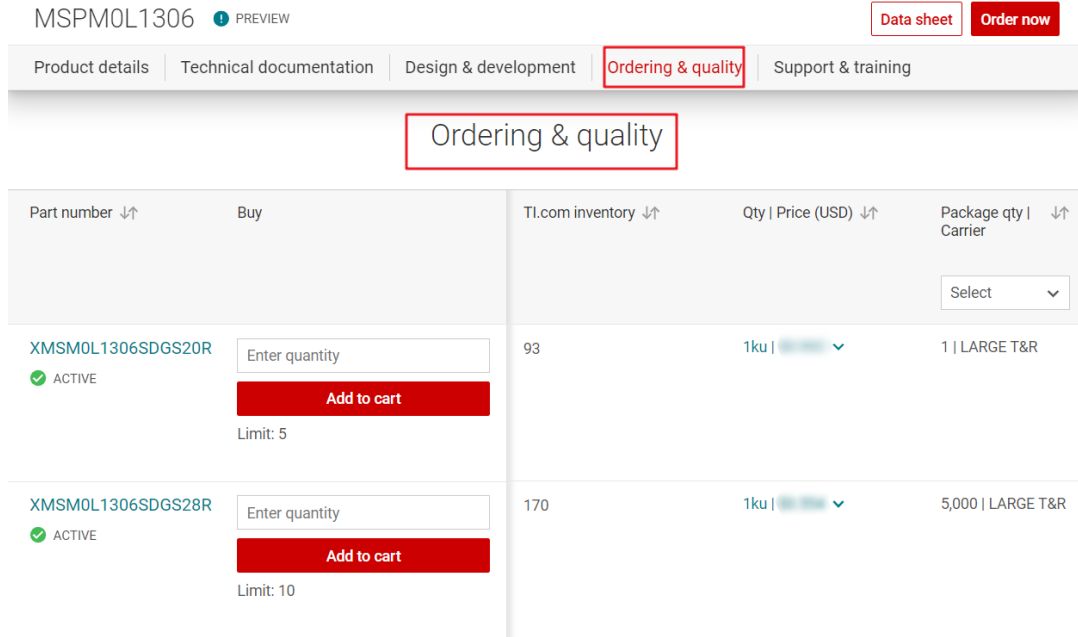 MSPM0L1306 ! PREVIEW
Data sheet
Order now
Product details
Technical documentation
Design & development
Ordering & quality
Support & training
Ordering & quality
Part number
Buy
TI.com inventory
Qty | Price (USD)
Package qty |
Carrier
Select
XMSM0L1306SDGS20R
ACTIVE
Enter quantity
Add to cart
Limit: 5
93
1ku |
1 | LARGE T&R
XMSM0L1306SDGS28R
ACTIVE
Enter quantity
Add to cart
Limit: 10
170
1ku |
5,000 | LARGE T&R